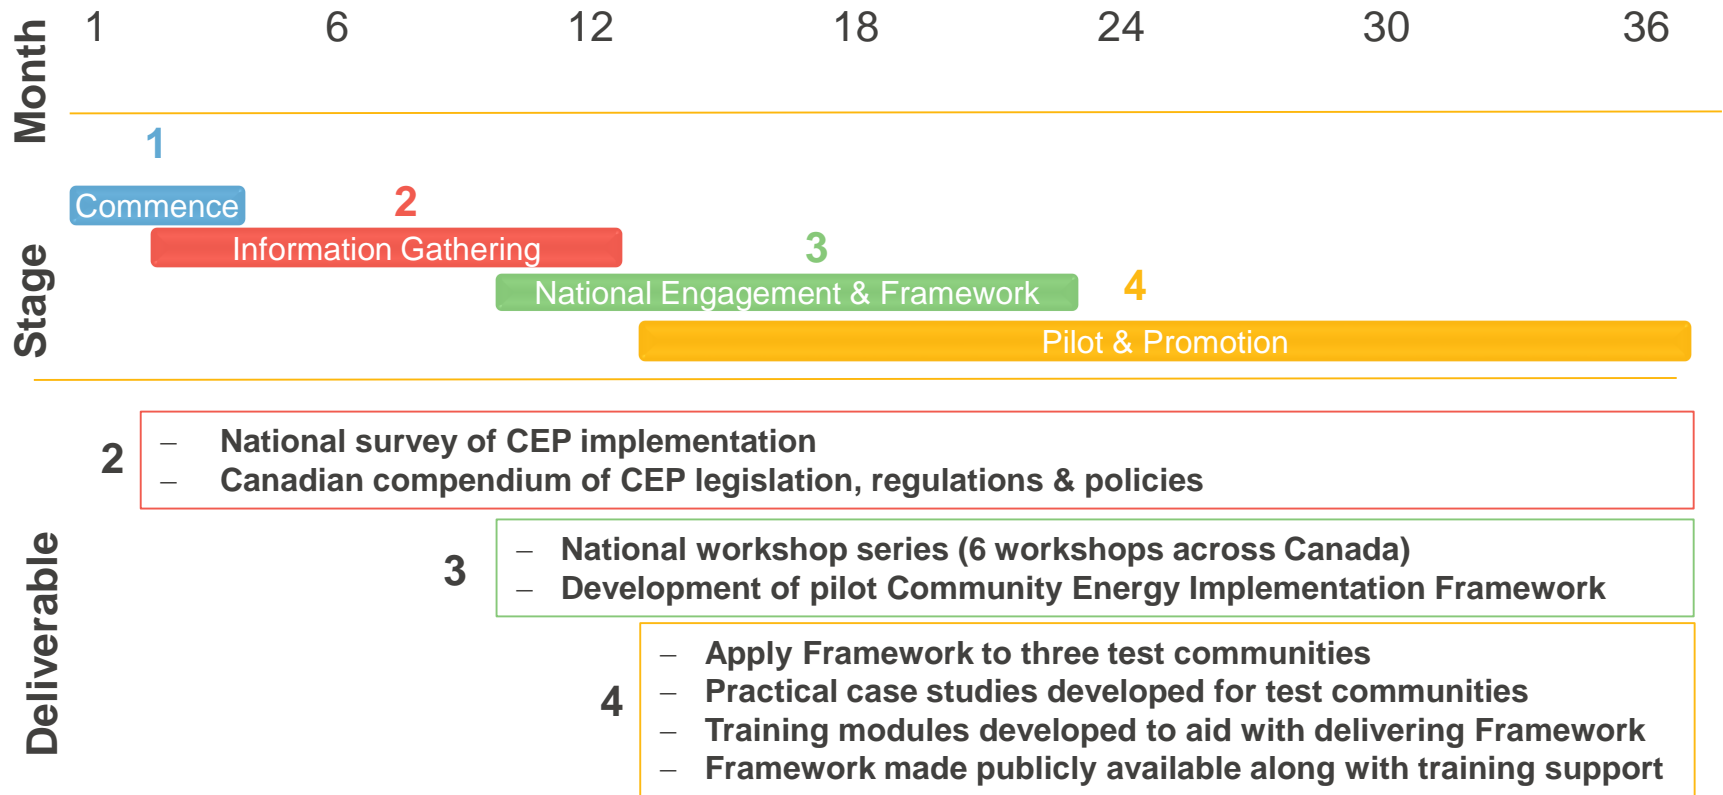 Month
1 6 12 18 24 30 36
Stage
1
Commence
2
Information Gathering
3
National Engagement & Framework
4
Pilot & Promotion
Deliverable
2
– National survey of CEP implementation
– Canadian compendium of CEP legislation, regulations & policies
3
– National workshop series (6 workshops across Canada)
– Development of pilot Community Energy Implementation Framework
4
– Apply Framework to three test communities
– Practical case studies developed for test communities
– Training modules developed to aid with delivering Framework
– Framework made publicly available along with training support